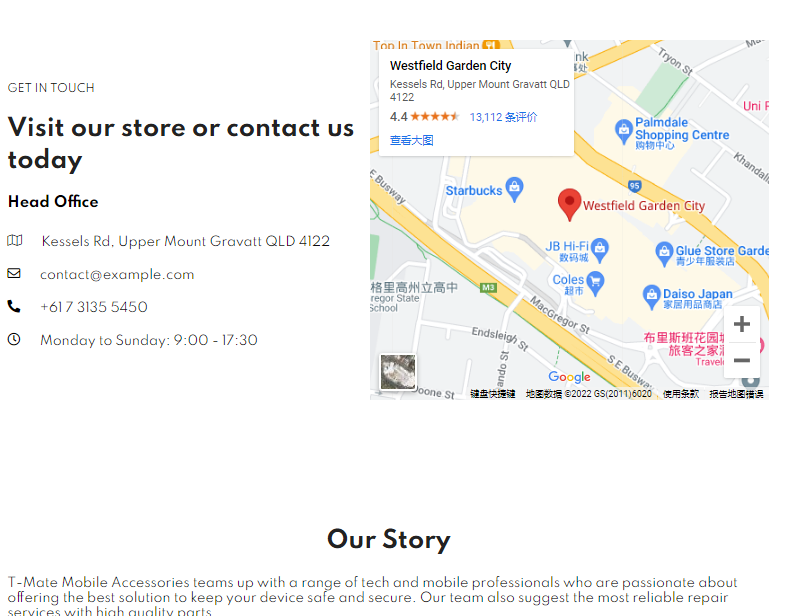 GET IN TOUCH
Visit our store or contact us
today
Head Office
Kessels Rd, Upper Mount Gravatt QLD 4122
contact@example.com
+61 7 3135 5450
Monday to Sunday: 9:00 - 17:30
Top In Town Indian
Westfield Garden City
Kessels Rd, Upper Mount Gravatt QLD
4122
4.4
13,112 条评价
查看大图
Tryon St
Uni
Palmdale
Shopping Centre
购物中心
Khandalla
E Busway
95
Starbucks
Westfield Garden City
JB Hi-Fi
数码城
Glue Store Garde
青少年服装店
Coles
超市
Daiso Japan
家居用品商店
格里高州立高中
regor State
School
M3
MacGregor St
Endsleigh St
布里斯班花园城
旅客之家酒
Travelo
S E Busway
ando St
oone St
Google
键盘快捷键
地图数据 ©2022 GS(2011)6020
使用条款
报告地图错误
Our Story
T-Mate Mobile Accessories teams up with a range of tech and mobile professionals who are passionate about
offering the best solution to keep your device safe and secure. Our team also suggest the most reliable repair
services with high quality parts